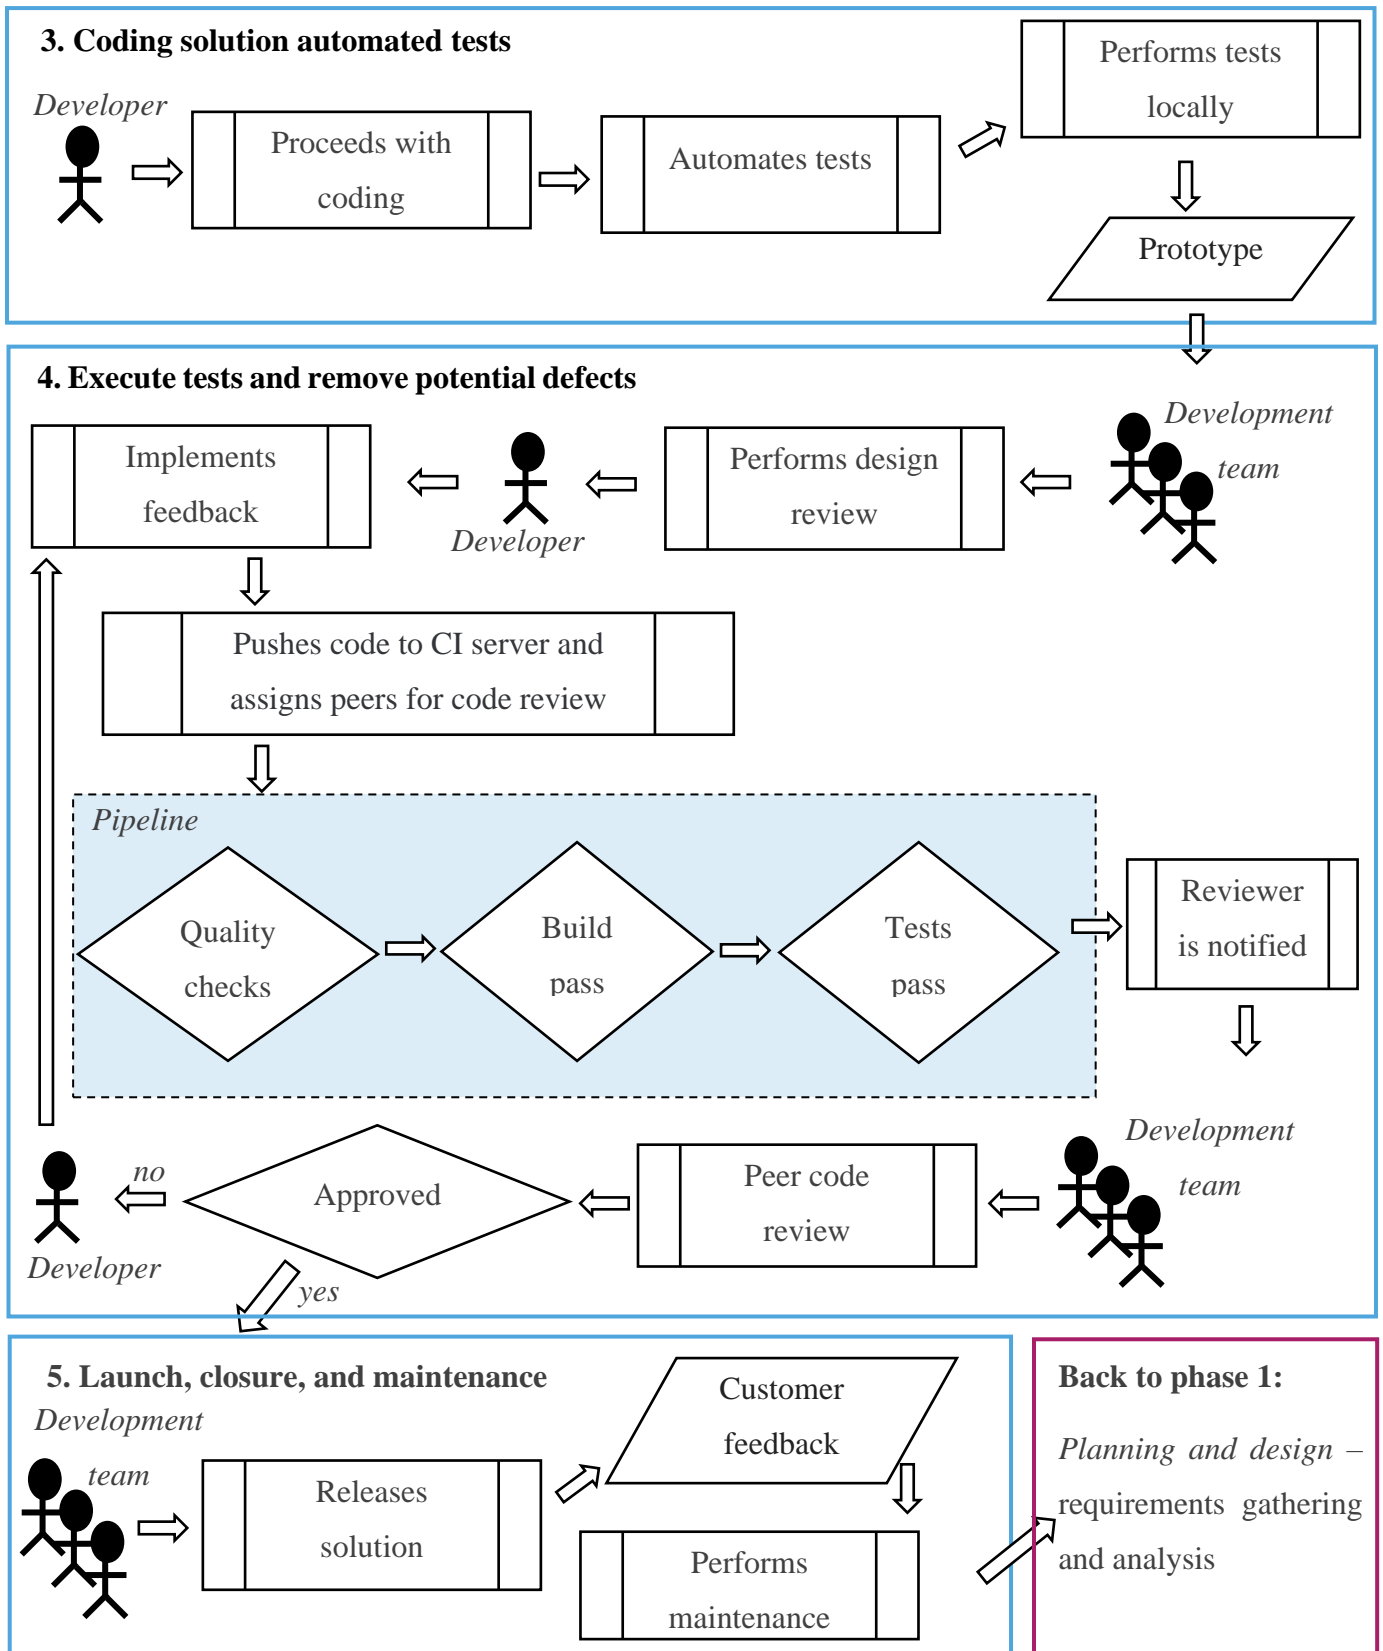 3. Coding solution automated tests
Developer
Proceeds with
coding
Automates tests
Performs tests
locally
Prototype
4. Execute tests and remove potential defects
Development
team
Performs design
review
Developer
Implements
feedback
Pushes code to CI server and
assigns peers for code review
Pipeline
Quality
checks
Build
pass
Tests
pass
Reviewer
is notified
Development
team
Peer code
review
Approved
no
Developer
yes
5. Launch, closure, and maintenance
Development
team
Releases
solution
Customer
feedback
Performs
maintenance
Back to phase 1:
Planning and design –
requirements gathering
and analysis